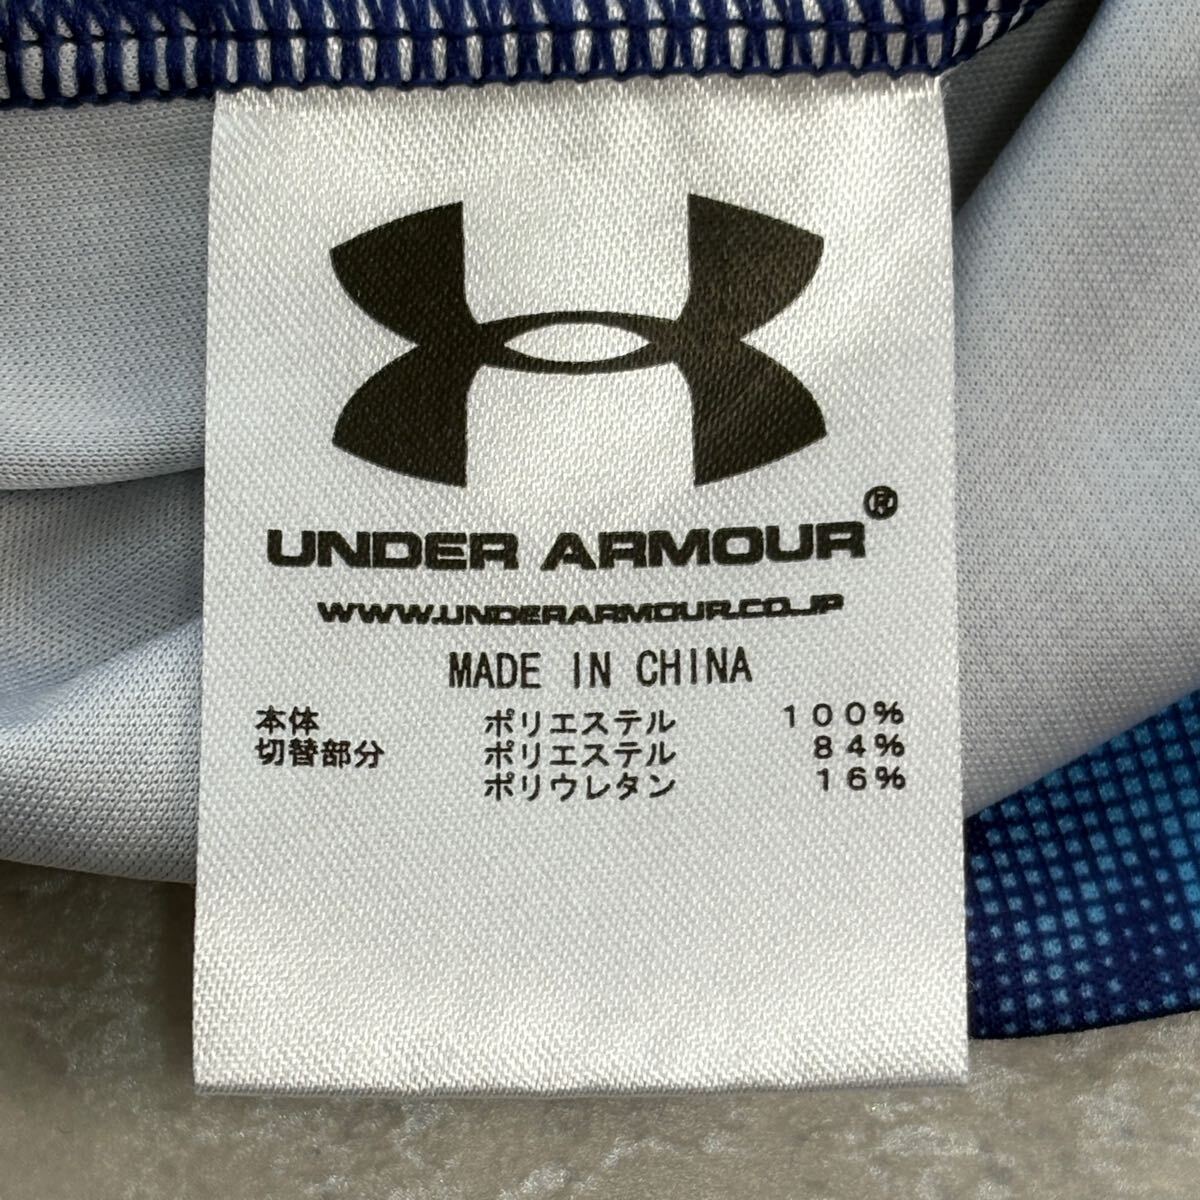 UNDER ARMOUR®
WWW.UNDERARMOUR.CO.JP
MADE IN CHINA
本体 ポリエステル 100%
切替部分 ポリエステル 84%
ポリウレタン 16%